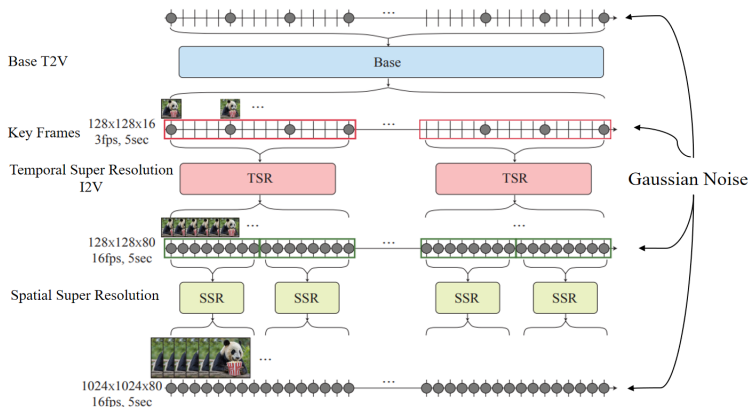 ...
Base T2V
Base
...
Key Frames
128x128x16
3fps, 5sec
...
Temporal Super Resolution
I2V
TSR
TSR
Gaussian Noise
...
128x128x80
16fps, 5sec
...
Spatial Super Resolution
SSR
SSR
SSR
SSR
...
1024x1024x80
16fps, 5sec
...